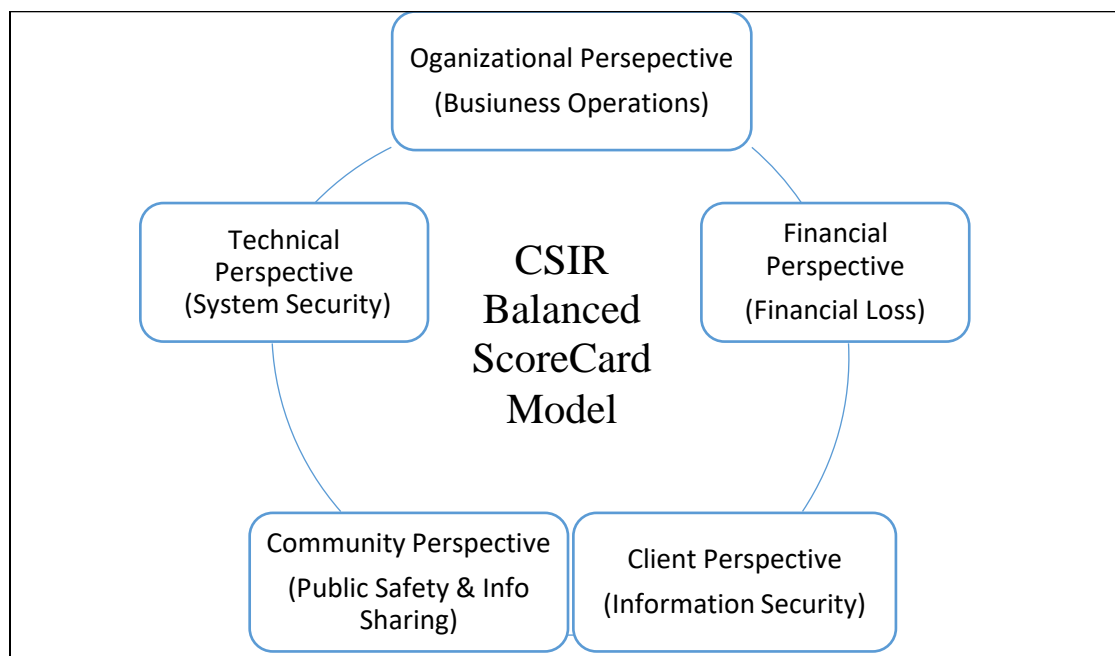 Oganizational Persepective
(Busiuness Operations)
Technical
Perspective
(System Security)
Financial
Perspective
(Financial Loss)
CSIR
Balanced
ScoreCard
Model
Community Perspective
(Public Safety & Info
Sharing)
Client Perspective
(Information Security)